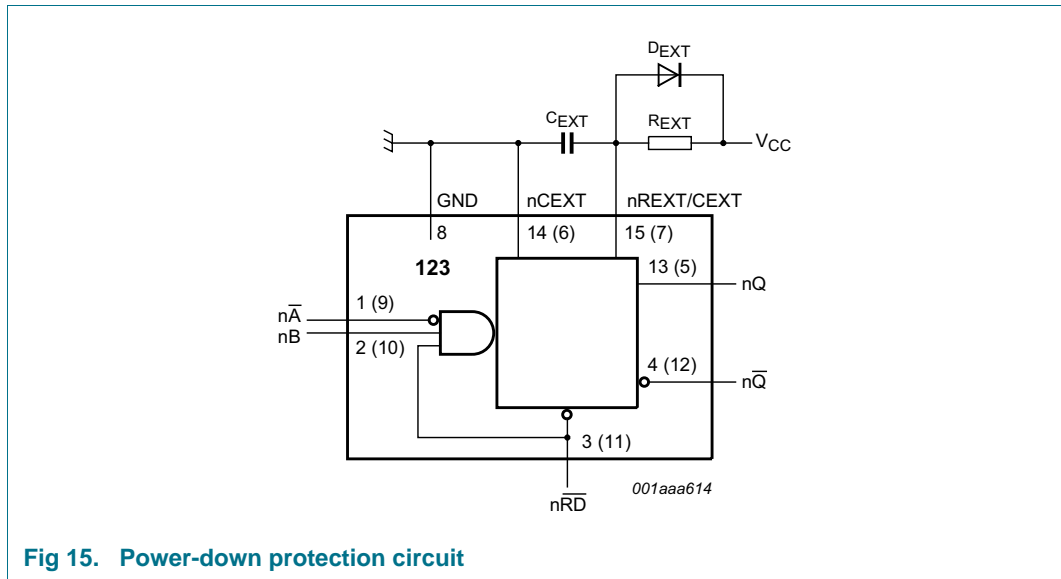 DEXT
CEXT
REXT
VCC
GND
nCEXT
nREXT/CEXT
8
14 (6)
15 (7)
123
13 (5)
nQ
1 (9)
nA̅
nB
2 (10)
4 (12)
nQ̅
3 (11)
001aaa614
nR̅D̅
Fig 15. Power-down protection circuit